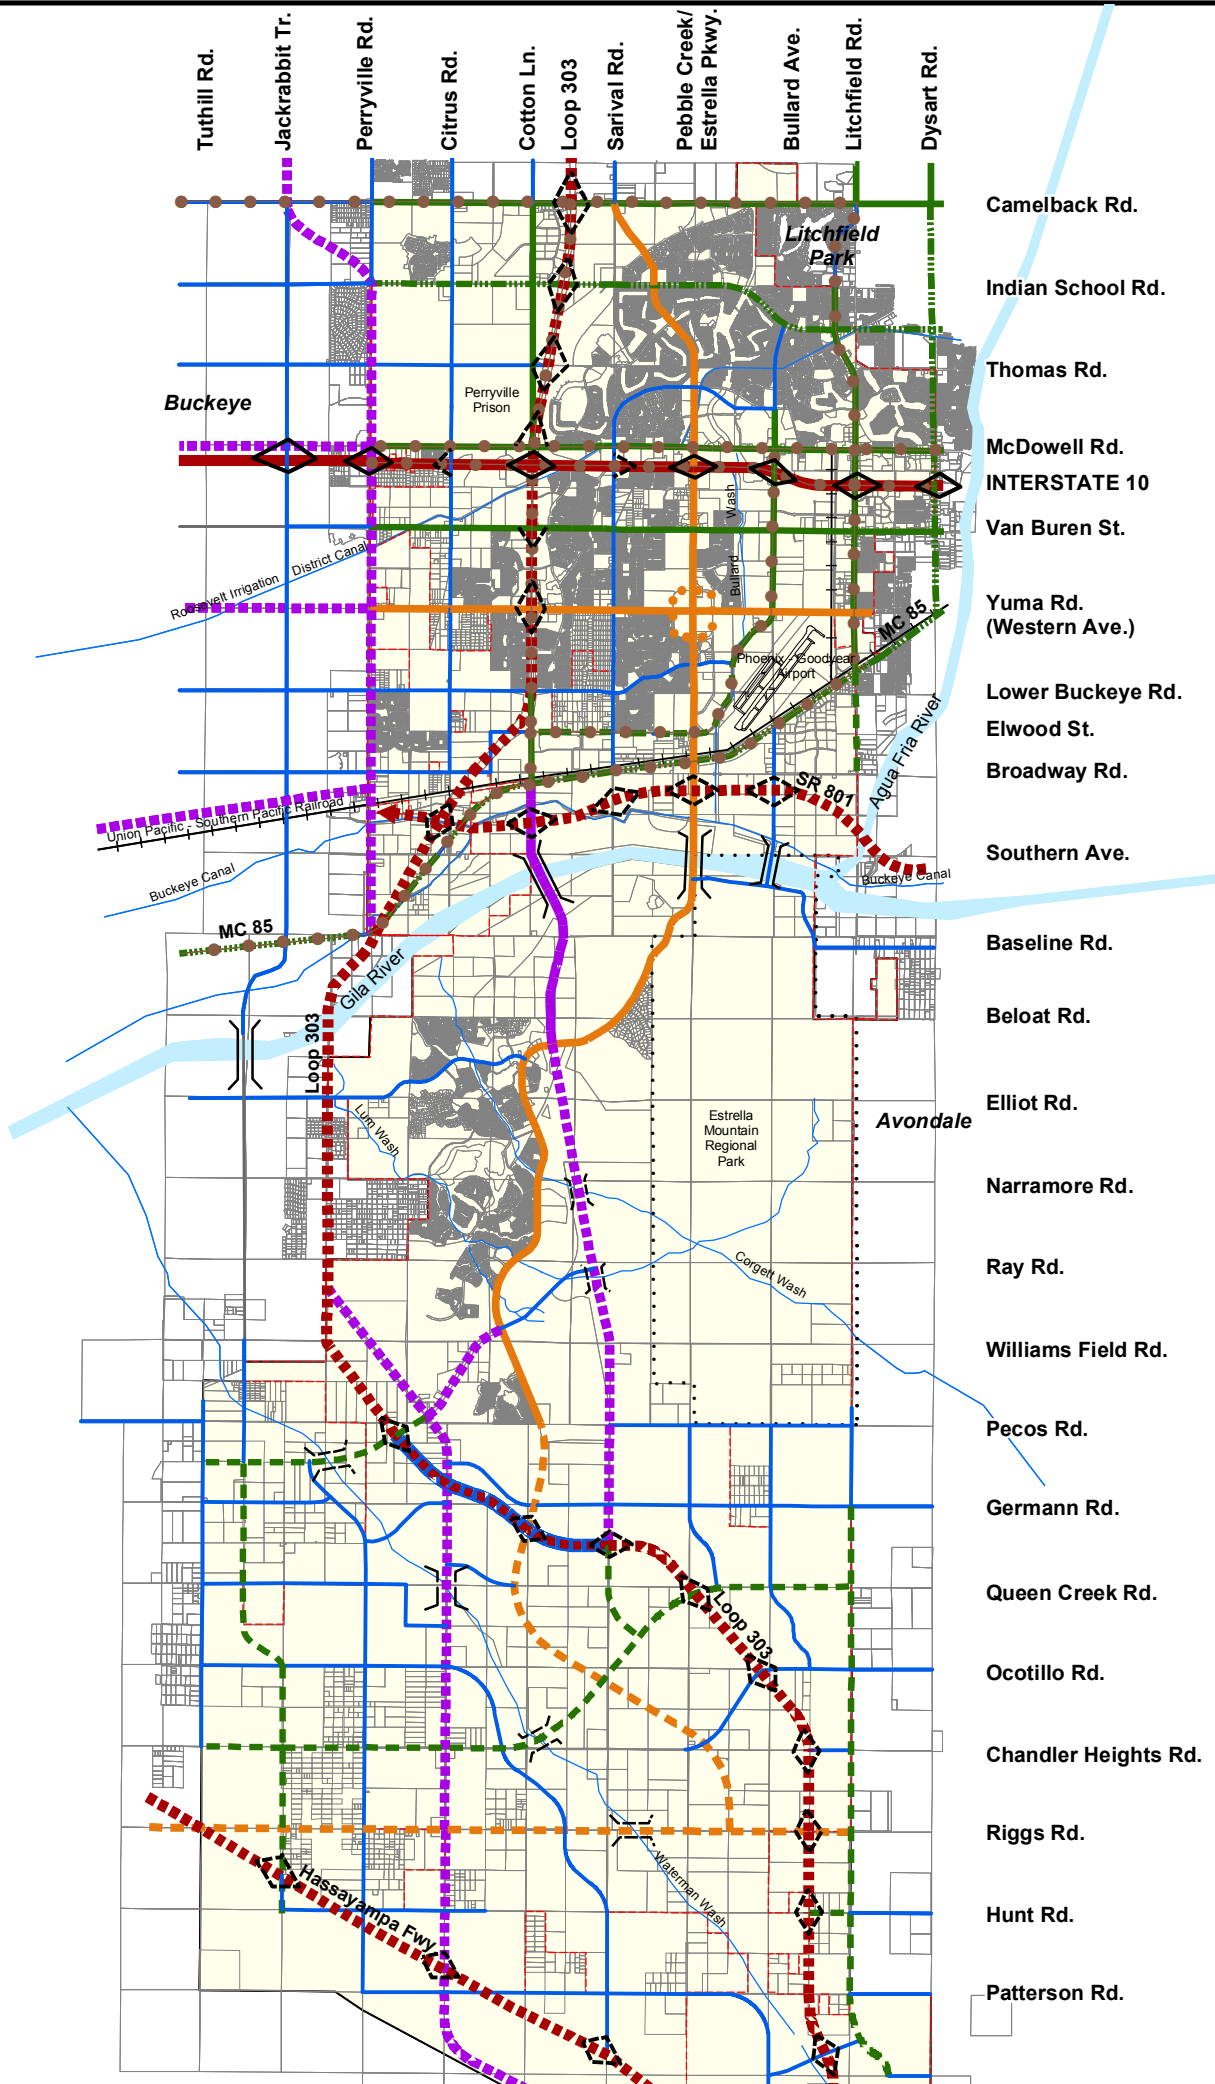 Tuthill Rd.
Jackrabbit Tr.
Perryville Rd.
Citrus Rd.
Cotton Ln.
Loop 303
Sarival Rd.
Pebble Creek/
Estrella Pkwy.
Bullard Ave.
Litchfield Rd.
Dysart Rd.
Camelback Rd.
Litchfield
Park
Indian School Rd.
Thomas Rd.
Buckeye
Perryville
Prison
McDowell Rd.
INTERSTATE 10
Wash
Van Buren St.
Roosevelt Irrigation District Canal
Bullard
Yuma Rd.
(Western Ave.)
MC 85
Phoenix - Goodyear
Airport
Lower Buckeye Rd.
Elwood St.
Agua Fria River
Broadway Rd.
SR 801
Union Pacific - Southern Pacific Railroad
Southern Ave.
Buckeye Canal
Buckeye Canal
MC 85
Baseline Rd.
Gila River
Beloat Rd.
Loop 303
Elliot Rd.
Lum Wash
Estrella
Mountain
Regional
Park
Avondale
Narramore Rd.
Corgett Wash
Ray Rd.
Williams Field Rd.
Pecos Rd.
Germann Rd.
Queen Creek Rd.
Loop 303
Ocotillo Rd.
Chandler Heights Rd.
Riggs Rd.
Hassayampa Fwy
Waterman Wash
Hunt Rd.
Patterson Rd.